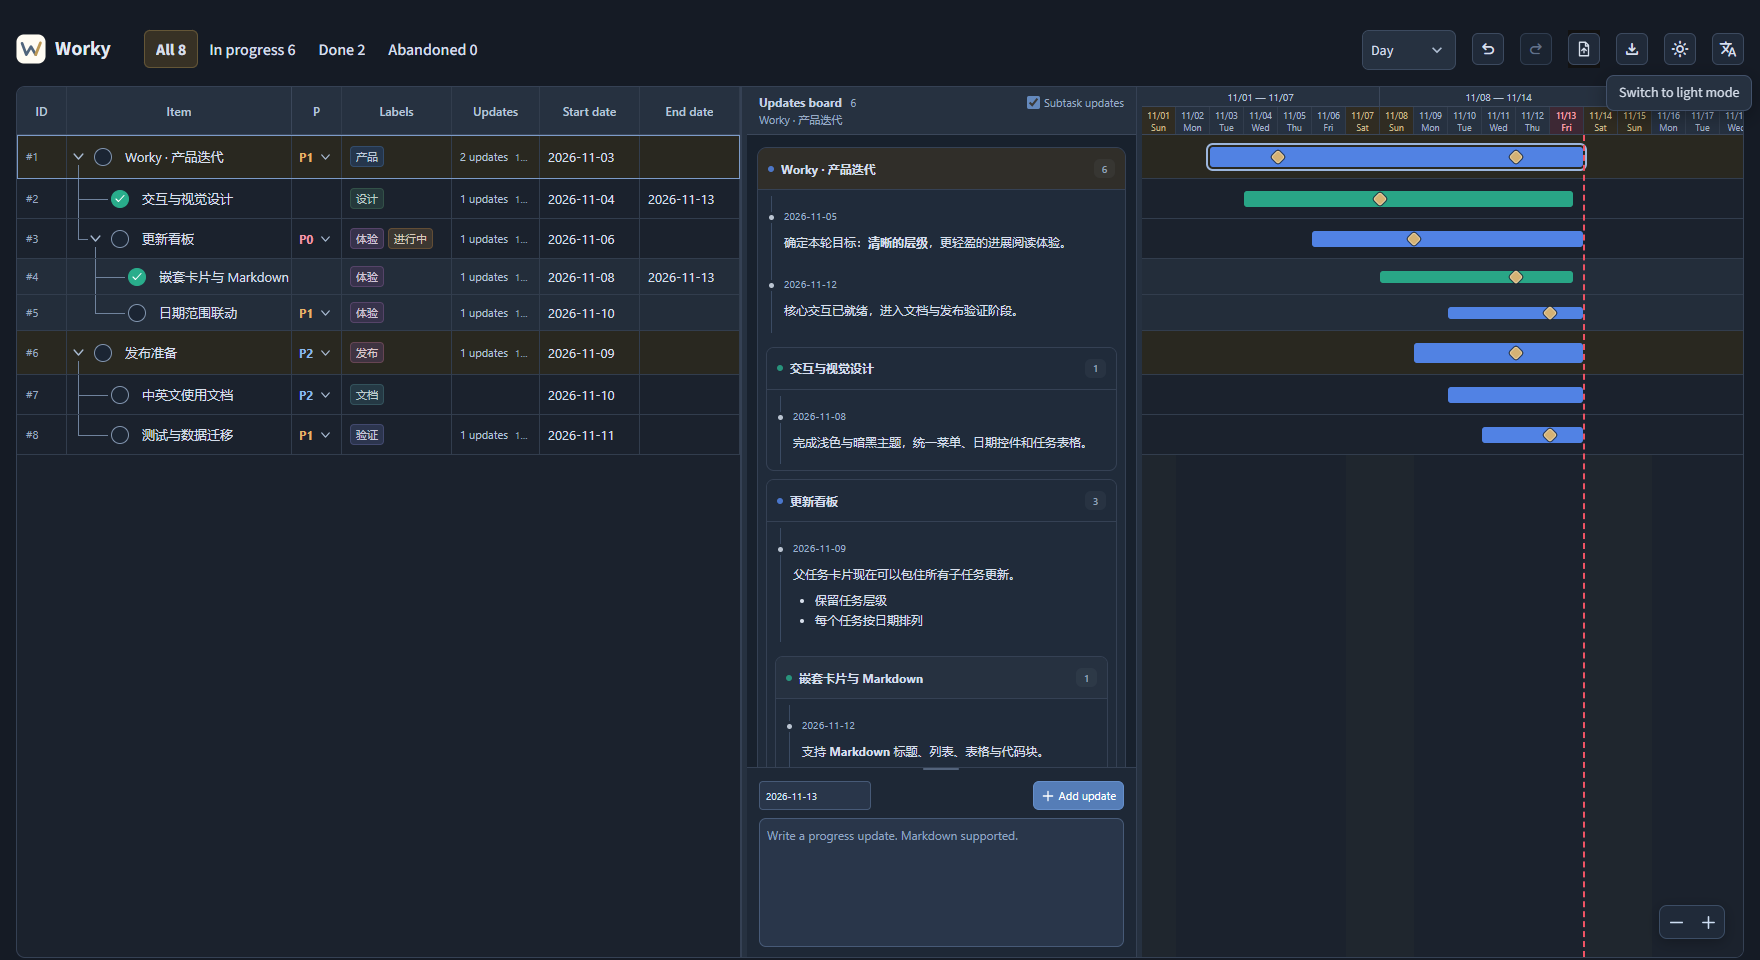 Worky
All 8
In progress 6
Done 2
Abandoned 0
Day
Switch to light mode
ID
Item
P
Labels
Updates
Start date
End date
#1
Worky · 产品迭代
P1
产品
2 updates
1...
2026-11-03
#2
交互与视觉设计
设计
1 updates
1...
2026-11-04
2026-11-13
#3
更新看板
P0
体验
进行中
1 updates
1...
2026-11-06
#4
嵌套卡片与 Markdown
体验
1 updates
1...
2026-11-08
2026-11-13
#5
日期范围联动
P1
体验
1 updates
1...
2026-11-10
#6
发布准备
P2
发布
1 updates
1...
2026-11-09
#7
中英文使用文档
P2
文档
2026-11-10
#8
测试与数据迁移
P1
验证
1 updates
1...
2026-11-11
Updates board 6
Subtask updates
Worky · 产品迭代
Worky · 产品迭代
6
2026-11-05
确定本轮目标：清晰的层级，更轻盈的进展阅读体验。
2026-11-12
核心交互已就绪，进入文档与发布验证阶段。
交互与视觉设计
1
2026-11-08
完成浅色与暗黑主题，统一菜单、日期控件和任务表格。
更新看板
3
2026-11-09
父任务卡片现在可以包住所有子任务更新。
• 保留任务层级
• 每个任务按日期排列
嵌套卡片与 Markdown
1
2026-11-12
支持 Markdown 标题、列表、表格与代码块。
2026-11-13
+ Add update
Write a progress update. Markdown supported.
11/01 — 11/07
11/08 — 11/14
11/01 11/02 11/03 11/04 11/05 11/06 11/07 11/08 11/09 11/10 11/11 11/12 11/13 11/14 11/15 11/16 11/17 11/1
Sun Mon Tue Wed Thu Fri Sat Sun Mon Tue Wed Thu Fri Sat Sun Mon Tue Wed